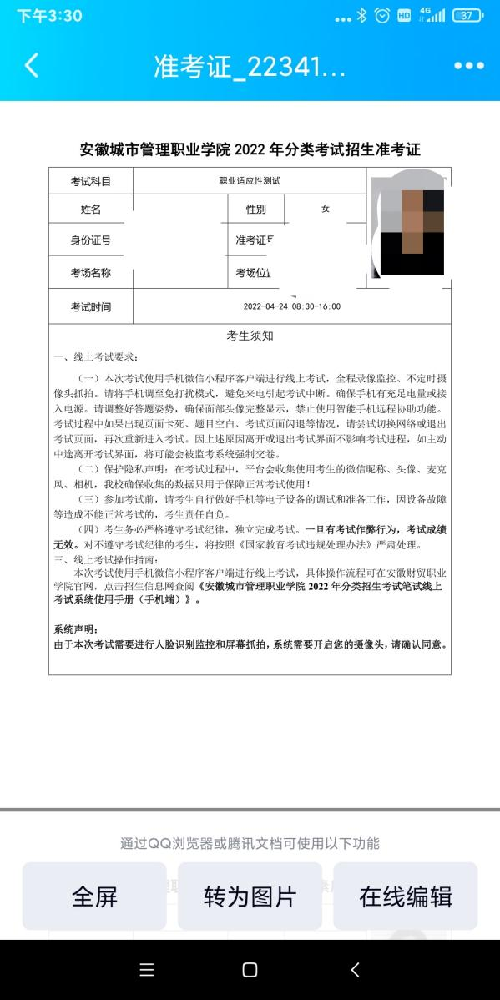 下午3:30
4G
HD
37
准考证_22341...
安徽城市管理职业学院 2022 年分类考试招生准考证
考试科目
职业适应性测试
姓名
性别
女
身份证号
准考证
考场名称
考场位
考试时间
2022-04-24 08:30-16:00
考生须知
一、线上考试要求：
（一）本次考试使用手机微信小程序客户端进行线上考试，全程录像监控、不定时摄
像头抓拍。请将手机调至免打扰模式，避免来电引起考试中断。确保手机有充足电量或接
入电源。请调整好答题姿势，确保面部头像完整显示，禁止使用智能手机远程协助功能。
考试过程中如果出现页面卡死、题目空白、考试页面闪退等情况，请尝试切换网络或退出
考试页面，再次重新进入考试。因上述原因离开或退出考试界面不影响考试进程，如主动
中途离开考试界面，将可能会被监考系统强制交卷。
（二）保护隐私声明：在考试过程中，平台会收集使用考生的微信昵称、头像、麦克
风、相机，我校确保收集的数据只用于保障正常考试使用！
（三）参加考试前，请考生自行做好手机等电子设备的调试和准备工作，因设备故障
等造成不能正常考试的，考生责任自负。
（四）考生务必严格遵守考试纪律，独立完成考试。一旦有考试作弊行为，考试成绩
无效。对不遵守考试纪律的考生，将按照《国家教育考试违规处理办法》严肃处理。
三、线上考试操作指南：
本次考试使用手机微信小程序客户端进行线上考试，具体操作流程可在安徽财贸职业
学院官网，点击招生信息网查阅《安徽城市管理职业学院 2022 年分类招生考试笔试线上
考试系统使用手册（手机端）》。
系统声明：
由于本次考试需要进行人脸识别监控和屏幕抓拍，系统需要开启您的摄像头，请确认同意。
通过QQ浏览器或腾讯文档可使用以下功能
全屏
转为图片
在线编辑